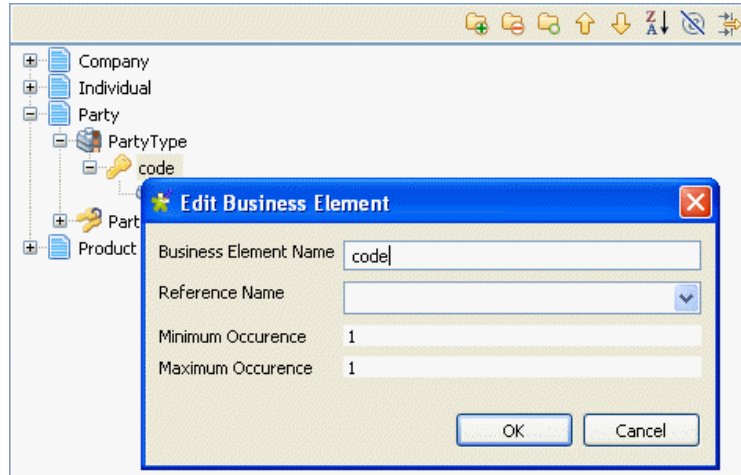 Z
A
Company
Individual
Party
PartyType
code
Part
Product
Edit Business Element
Business Element Name code
Reference Name
Minimum Occurence 1
Maximum Occurence 1
OK Cancel